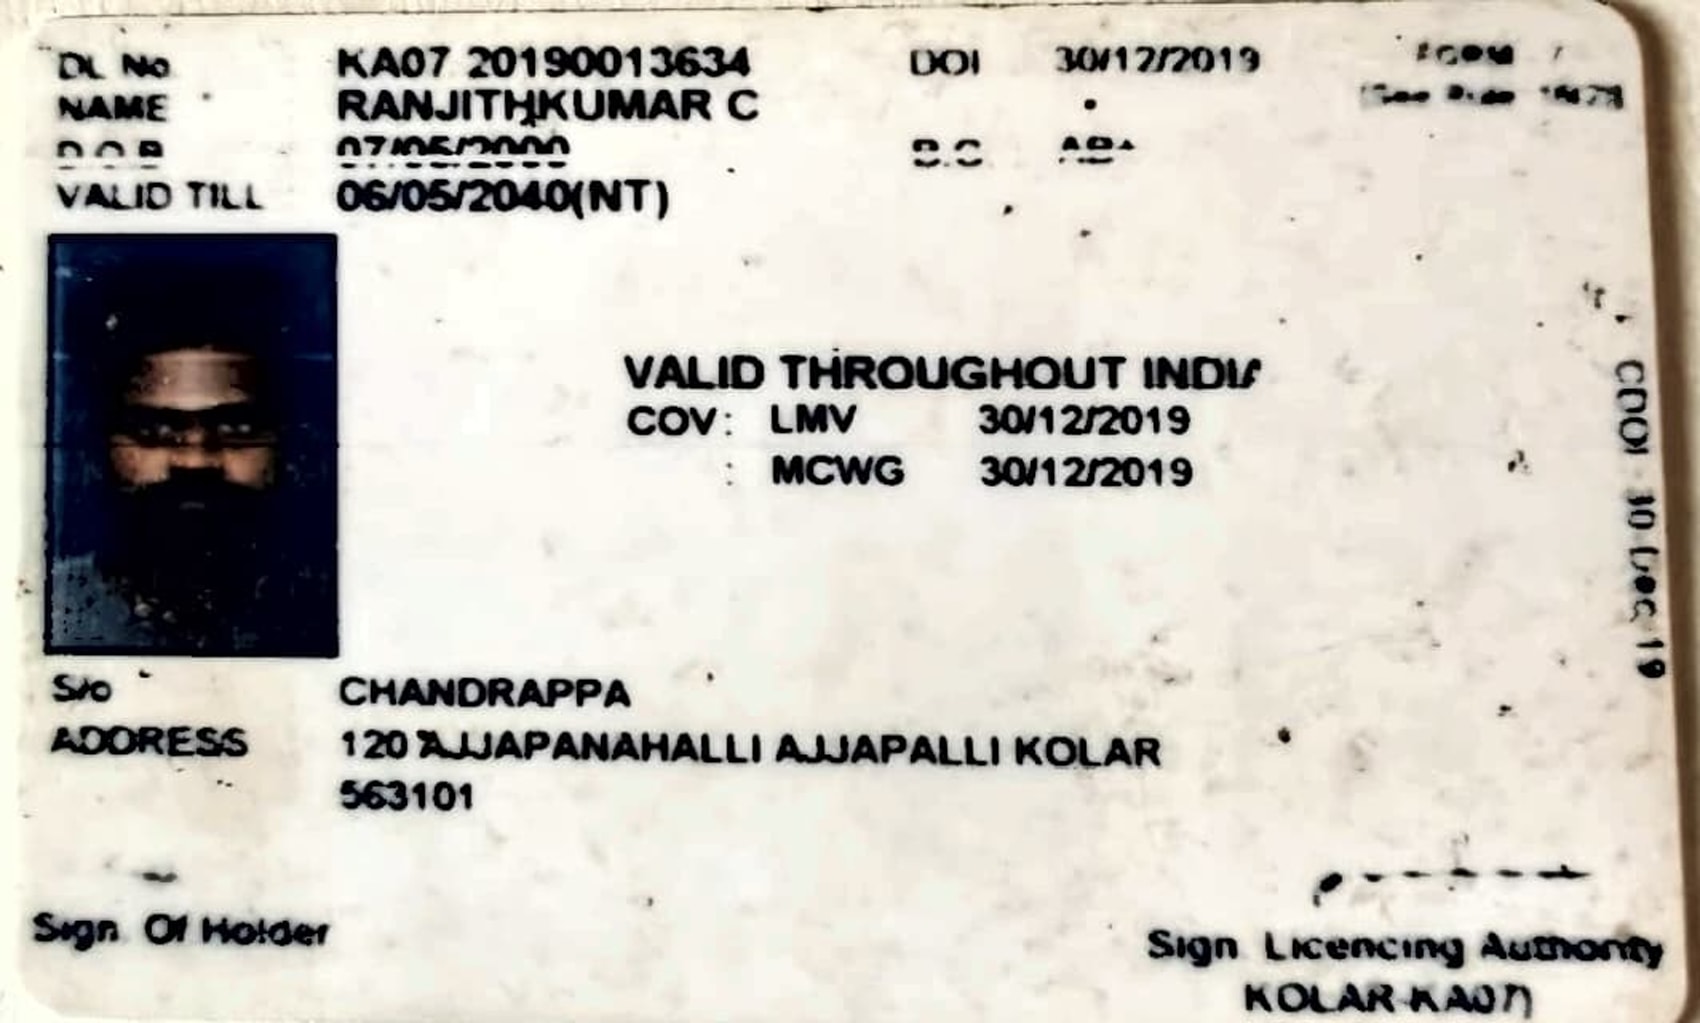 DL No KA07 20190013634 DOI 30/12/2019 FORM 7
NAME RANJITHKUMAR C (See Rule
D.O.B 07/05/2000 B.G. AB+
VALID TILL 06/05/2040(NT)
VALID THROUGHOUT INDIA
COV: LMV 30/12/2019
: MCWG 30/12/2019
CDOI 30 Dec 19
S/o CHANDRAPPA
ADDRESS 120 AJJAPANAHALLI AJJAPALLI KOLAR
563101
Sign Of Holder
Sign Licencing Authority
KOLAR-KA07)